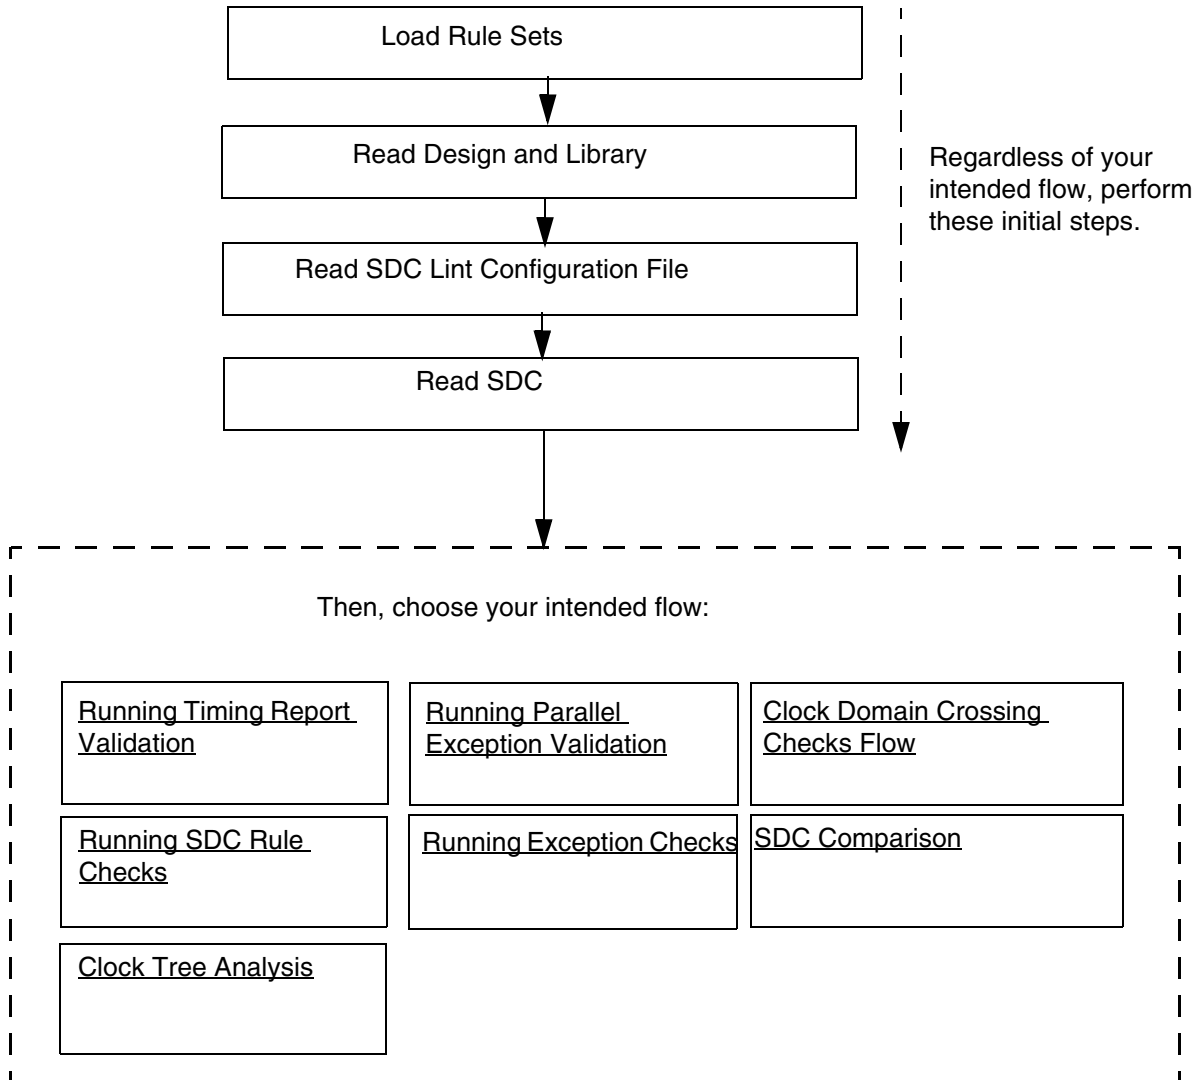 Load Rule Sets
Read Design and Library
Regardless of your
intended flow, perform
these initial steps.
Read SDC Lint Configuration File
Read SDC
Then, choose your intended flow:
Running Timing Report
Validation
Running Parallel
Exception Validation
Clock Domain Crossing
Checks Flow
Running SDC Rule
Checks
Running Exception Checks
SDC Comparison
Clock Tree Analysis